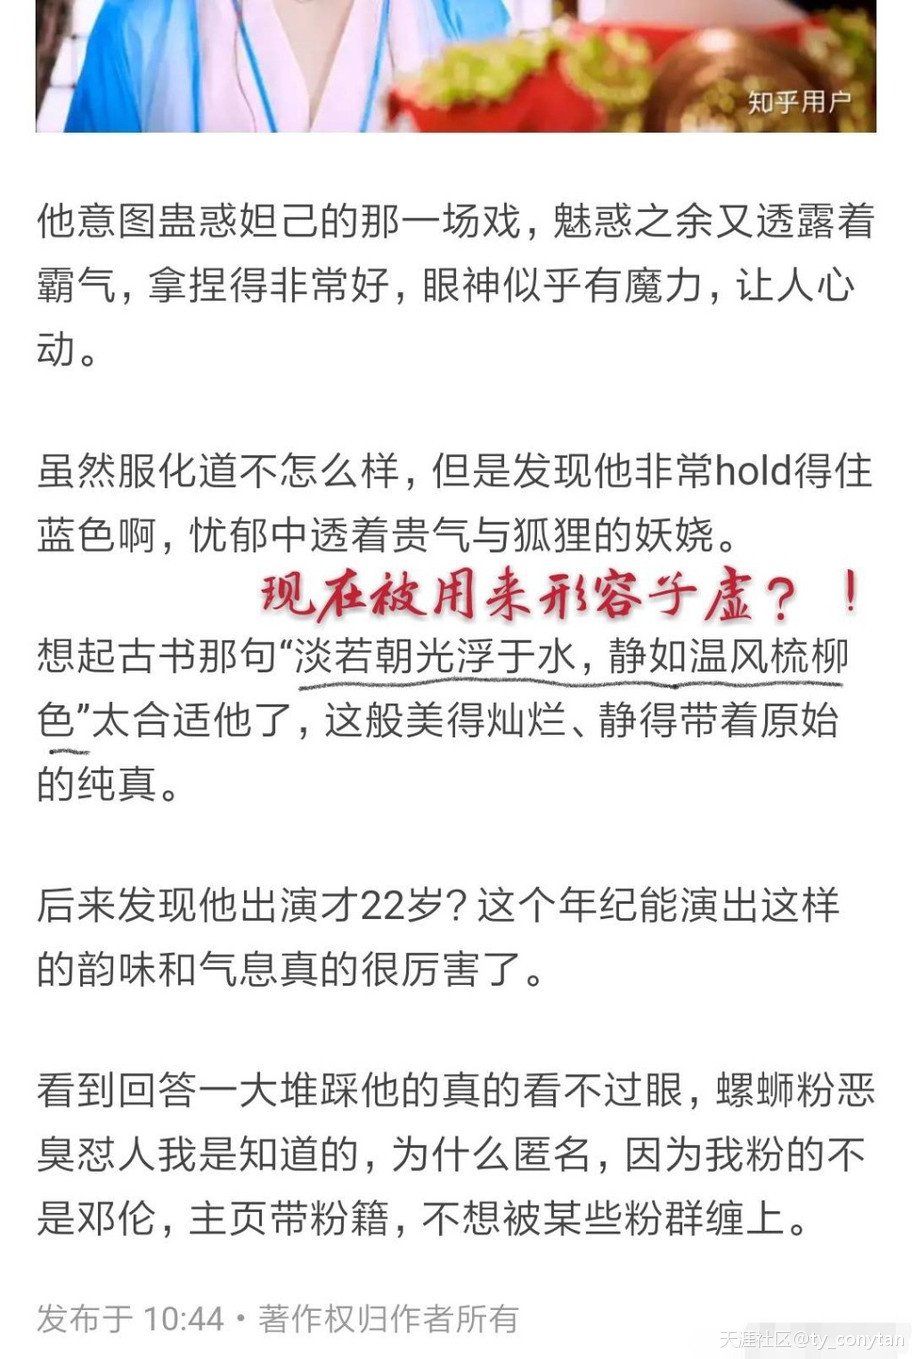 知乎用户
他意图蛊惑妲己的那一场戏，魅惑之余又透露着
霸气，拿捏得非常好，眼神似乎有魔力，让人心
动。
虽然服化道不怎么样，但是发现他非常hold得住
蓝色啊，忧郁中透着贵气与狐狸的妖娆。
现在被用来形容子虚？！
想起古书那句“淡若朝光浮于水，静如温风梳柳
色”太合适他了，这般美得灿烂、静得带着原始
的纯真。
后来发现他出演才22岁？这个年纪能演出这样
的韵味和气息真的很厉害了。
看到回答一大堆踩他的真的看不过眼，螺蛳粉恶
臭怼人我是知道的，为什么匿名，因为我粉的不
是邓伦，主页带粉籍，不想被某些粉群缠上。
发布于 10:44・著作权归作者所有
天涯社区@ty_conytan